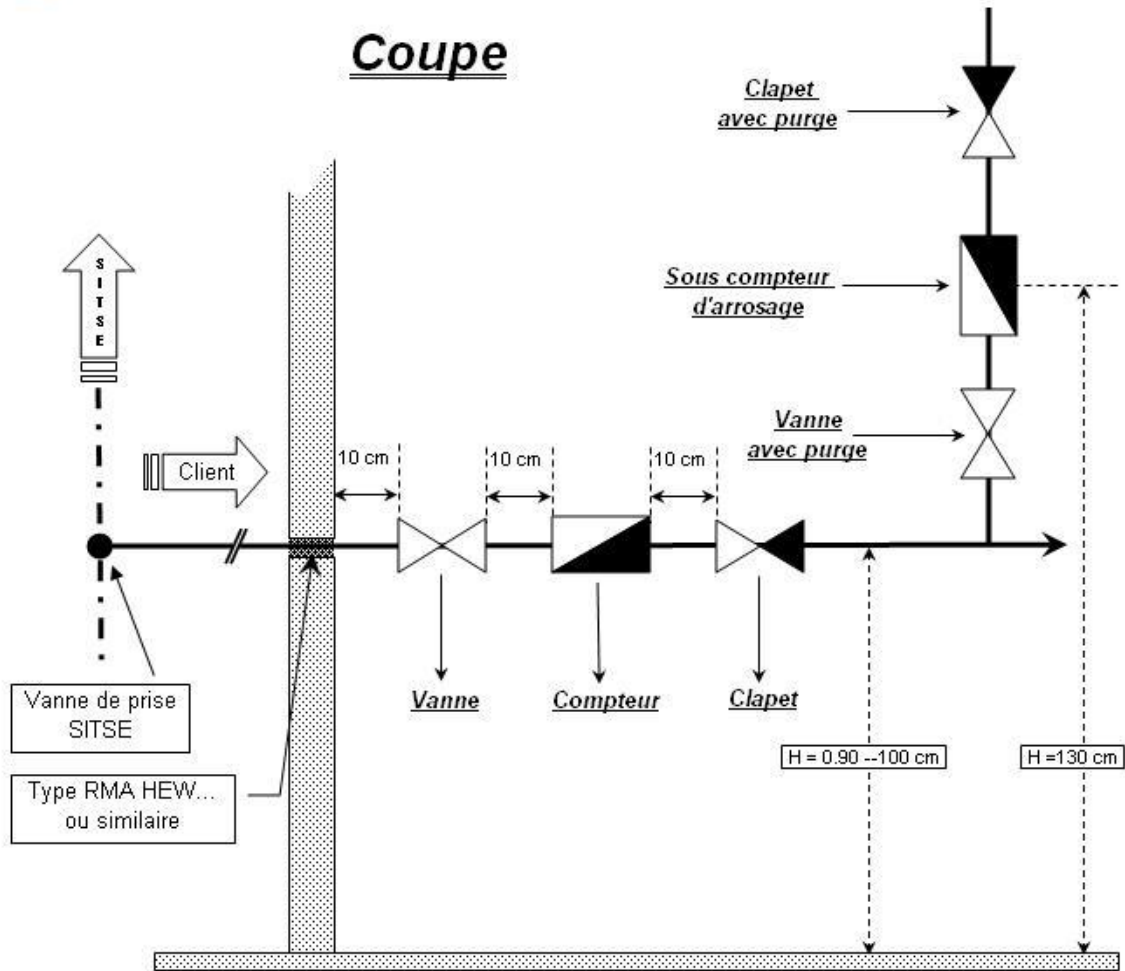 Coupe
Clapet
avec purge
SITSE
Sous compteur
d'arrosage
Vanne
avec purge
Client
10 cm
10 cm
10 cm
Vanne
Compteur
Clapet
Vanne de prise
SITSE
Type RMA HEW...
ou similaire
H = 0.90 --100 cm
H =130 cm